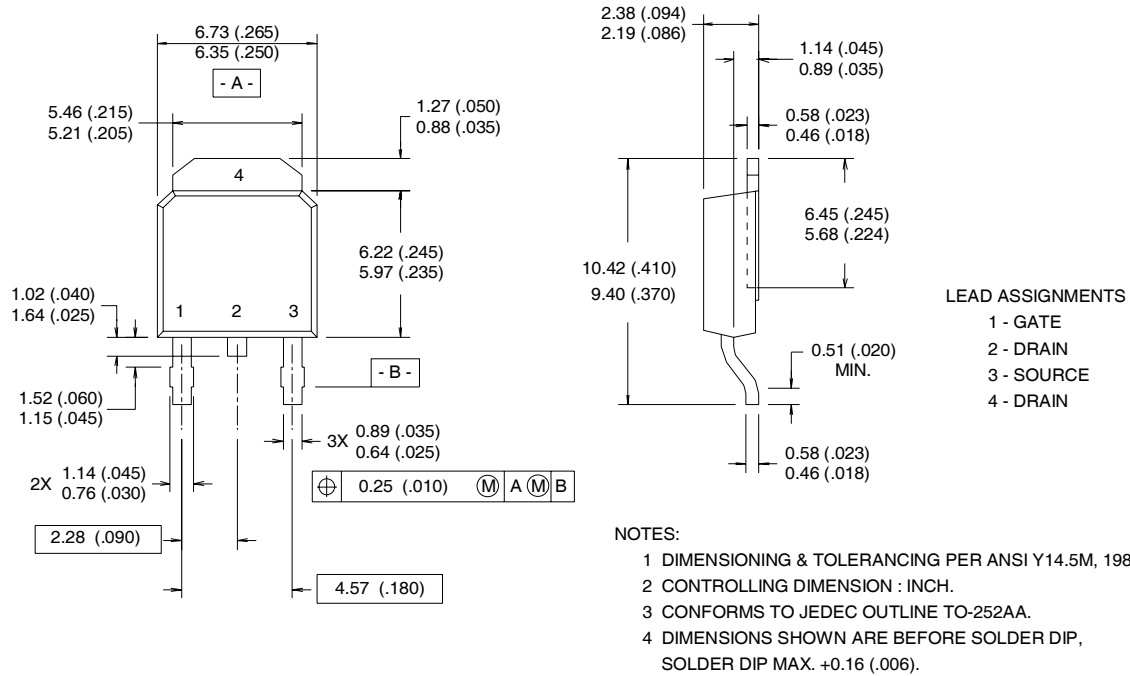 6.73 (.265)
6.35 (.250)
- A -
5.46 (.215)
5.21 (.205)
1.27 (.050)
0.88 (.035)
4
6.22 (.245)
5.97 (.235)
1.02 (.040)
1.64 (.025)
1
2
3
1.52 (.060)
1.15 (.045)
- B -
3X 0.89 (.035)
0.64 (.025)
2X 1.14 (.045)
0.76 (.030)
⌖ 0.25 (.010) Ⓜ A Ⓜ B
2.28 (.090)
4.57 (.180)
2.38 (.094)
2.19 (.086)
1.14 (.045)
0.89 (.035)
0.58 (.023)
0.46 (.018)
6.45 (.245)
5.68 (.224)
10.42 (.410)
9.40 (.370)
0.51 (.020)
MIN.
0.58 (.023)
0.46 (.018)
LEAD ASSIGNMENTS
1 - GATE
2 - DRAIN
3 - SOURCE
4 - DRAIN
NOTES:
1 DIMENSIONING & TOLERANCING PER ANSI Y14.5M, 198
2 CONTROLLING DIMENSION : INCH.
3 CONFORMS TO JEDEC OUTLINE TO-252AA.
4 DIMENSIONS SHOWN ARE BEFORE SOLDER DIP,
SOLDER DIP MAX. +0.16 (.006).